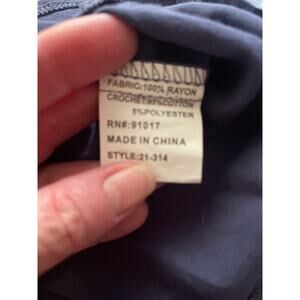 FABRIC:100% RAYON
CROCHET:95%COTTON
5%POLYESTER
RN#:91017
MADE IN CHINA
STYLE:21-314